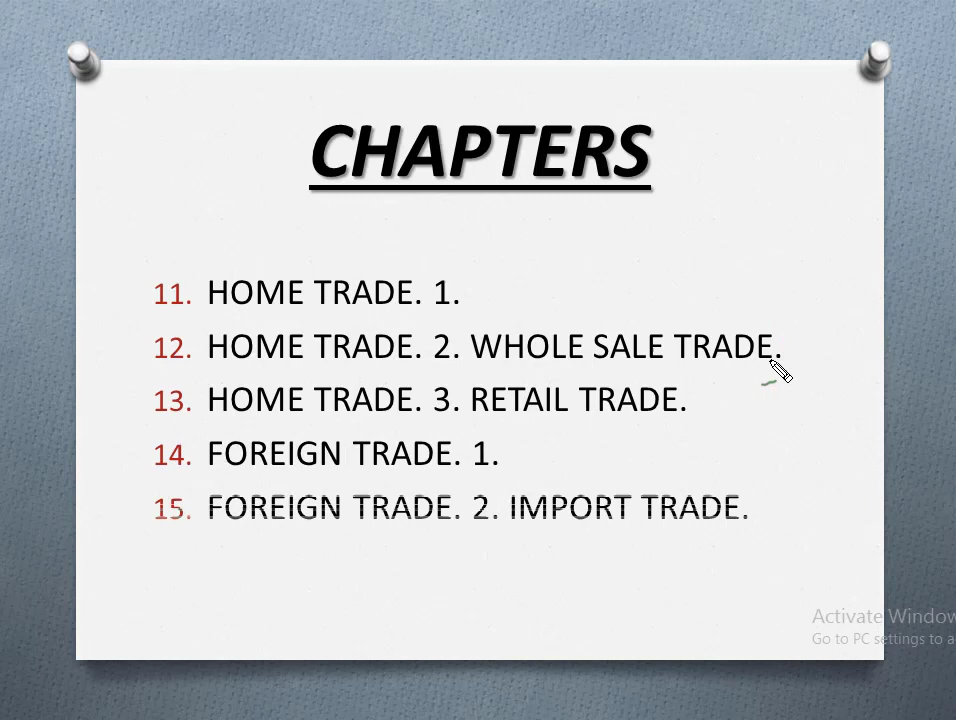 CHAPTERS
11. HOME TRADE. 1.
12. HOME TRADE. 2. WHOLE SALE TRADE.
13. HOME TRADE. 3. RETAIL TRADE.
14. FOREIGN TRADE. 1.
15. FOREIGN TRADE. 2. IMPORT TRADE.
Activate Window
Go to PC settings to a